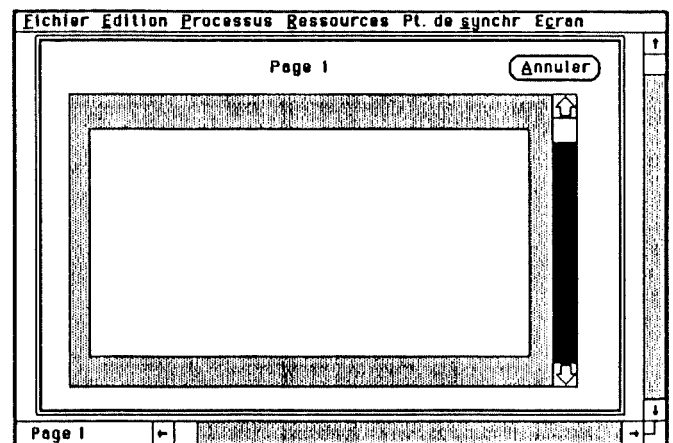 Fichier Edition Processus Ressources Pt. de synchr Ecran
Page 1
Annuler
Page 1